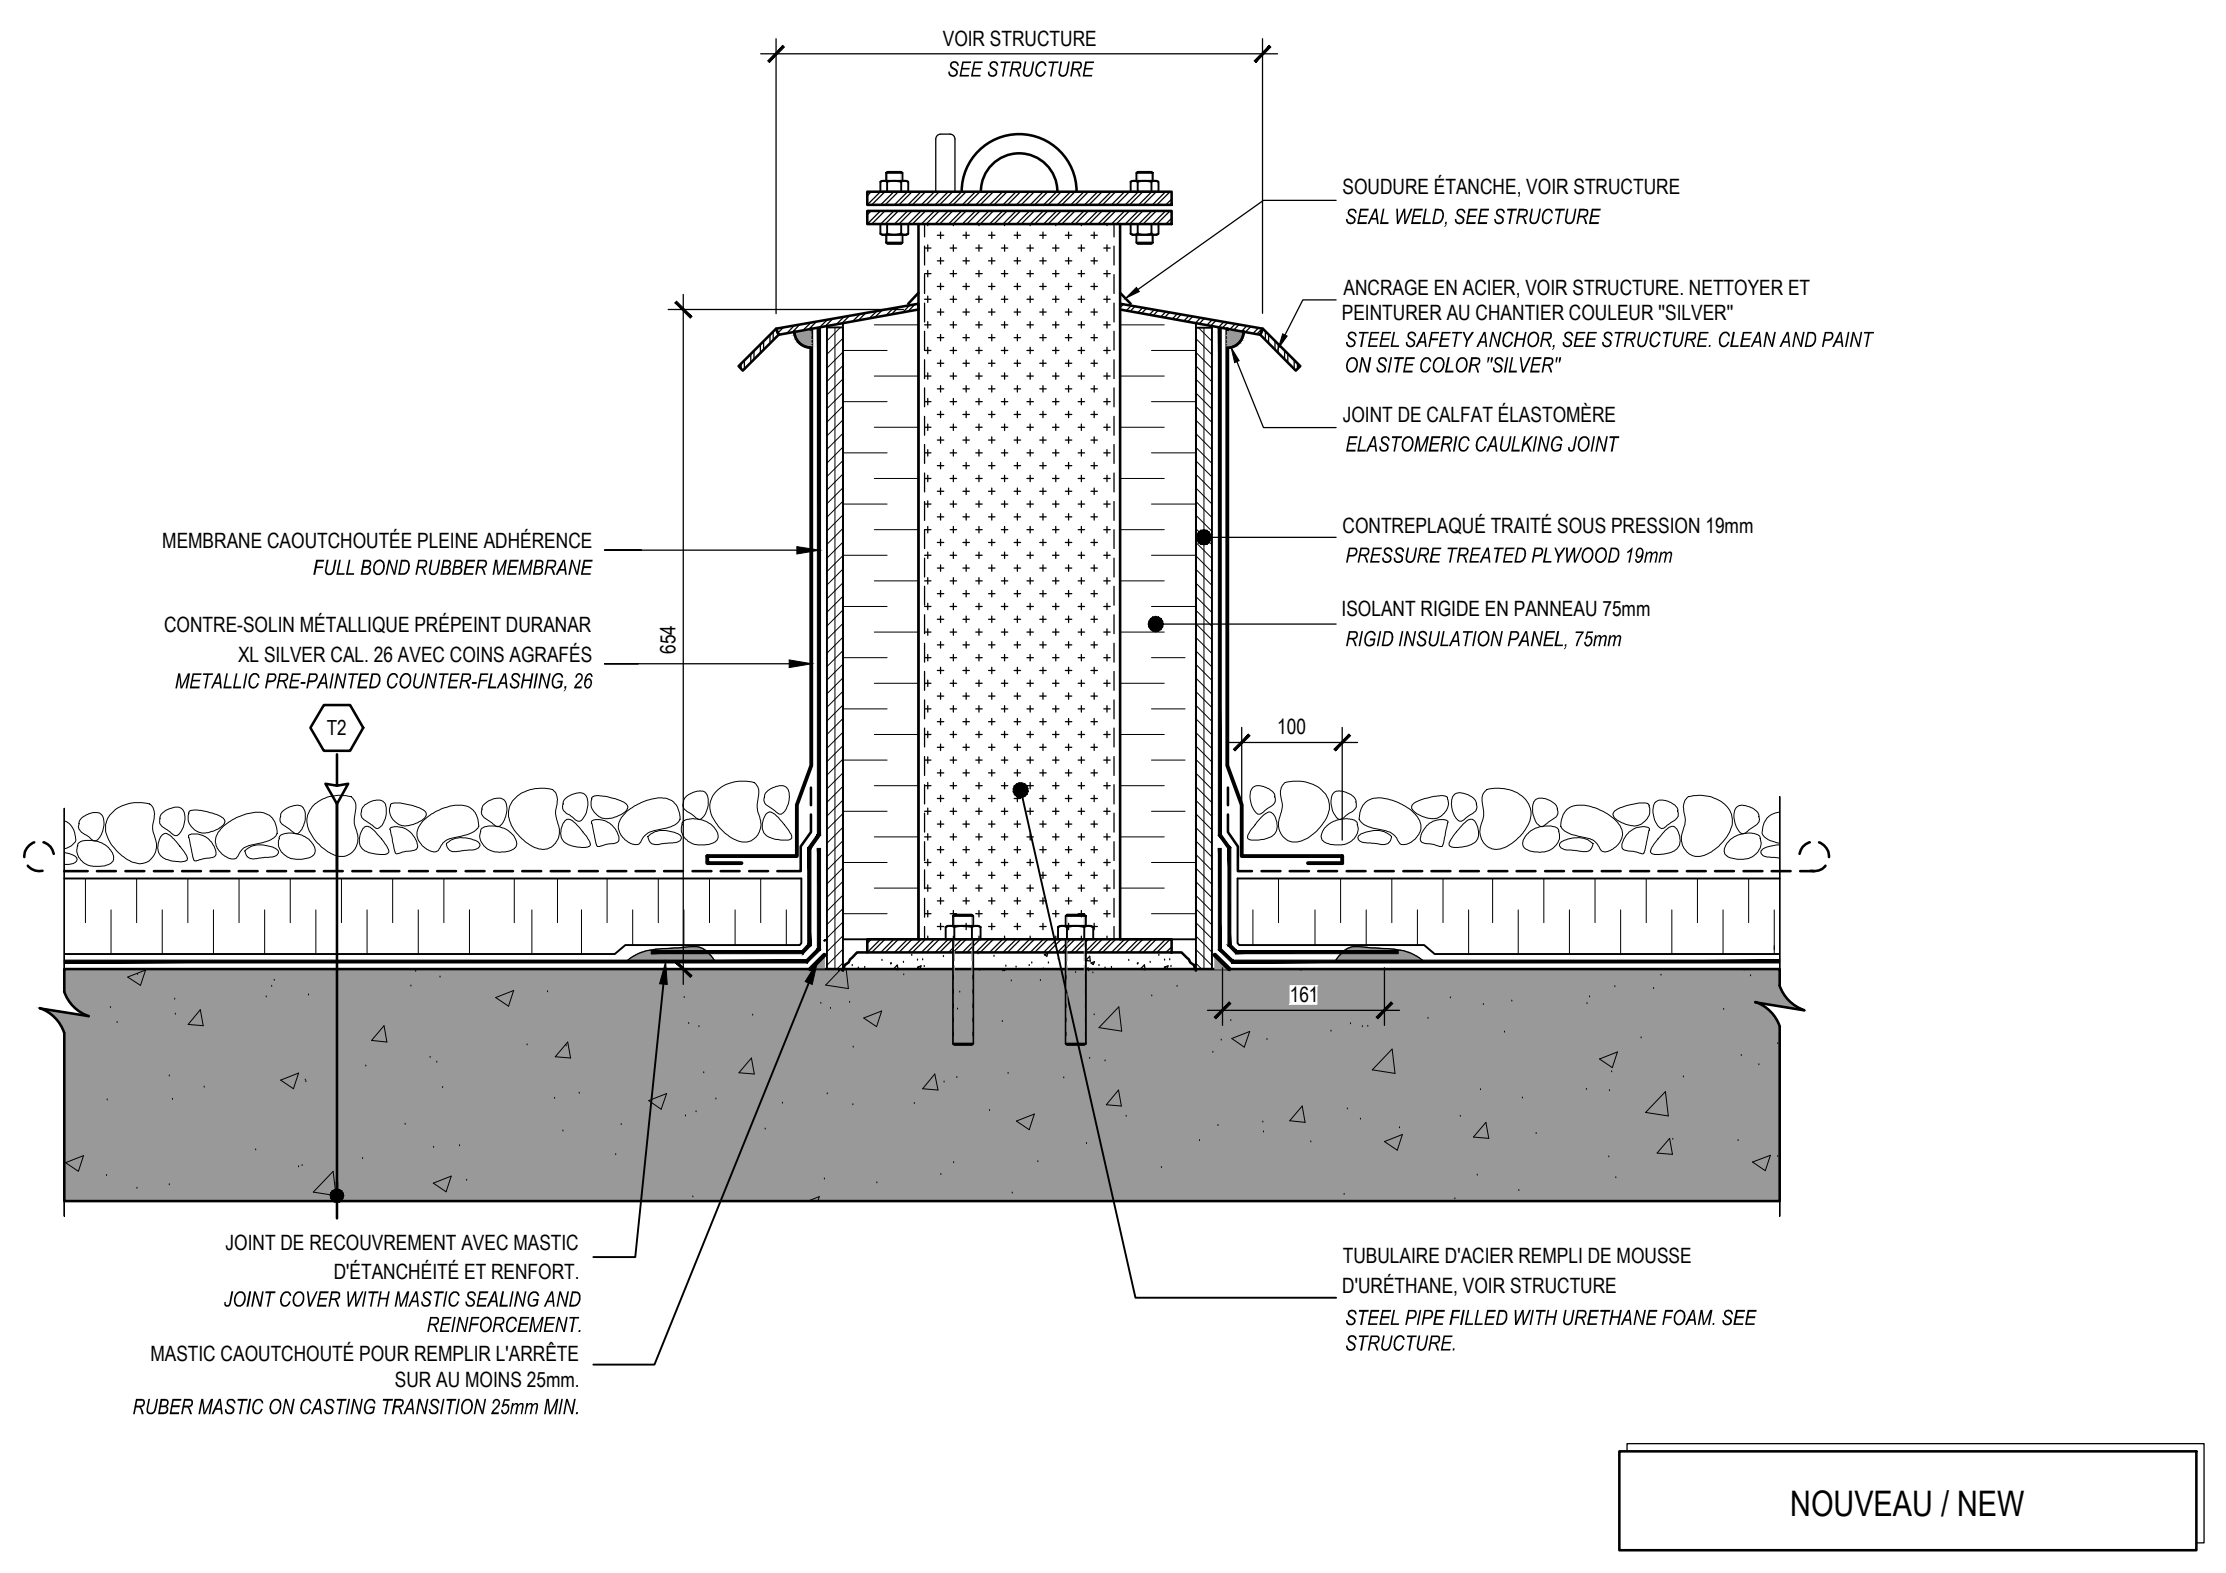 VOIR STRUCTURE
SEE STRUCTURE
SOUDURE ÉTANCHE, VOIR STRUCTURE
SEAL WELD, SEE STRUCTURE
ANCRAGE EN ACIER, VOIR STRUCTURE. NETTOYER ET
PEINTURER AU CHANTIER COULEUR "SILVER"
STEEL SAFETY ANCHOR, SEE STRUCTURE. CLEAN AND PAINT
ON SITE COLOR "SILVER"
JOINT DE CALFAT ÉLASTOMÈRE
ELASTOMERIC CAULKING JOINT
CONTREPLAQUÉ TRAITÉ SOUS PRESSION 19mm
PRESSURE TREATED PLYWOOD 19mm
ISOLANT RIGIDE EN PANNEAU 75mm
RIGID INSULATION PANEL, 75mm
MEMBRANE CAOUTCHOUTÉE PLEINE ADHÉRENCE
FULL BOND RUBBER MEMBRANE
CONTRE-SOLIN MÉTALLIQUE PRÉPEINT DURANAR
XL SILVER CAL. 26 AVEC COINS AGRAFÉS
METALLIC PRE-PAINTED COUNTER-FLASHING, 26
654
T2
100
161
JOINT DE RECOUVREMENT AVEC MASTIC
D'ÉTANCHÉITÉ ET RENFORT.
JOINT COVER WITH MASTIC SEALING AND
REINFORCEMENT.
MASTIC CAOUTCHOUTÉ POUR REMPLIR L'ARRÊTE
SUR AU MOINS 25mm.
RUBER MASTIC ON CASTING TRANSITION 25mm MIN.
TUBULAIRE D'ACIER REMPLI DE MOUSSE
D'URÉTHANE, VOIR STRUCTURE
STEEL PIPE FILLED WITH URETHANE FOAM. SEE
STRUCTURE.
NOUVEAU / NEW